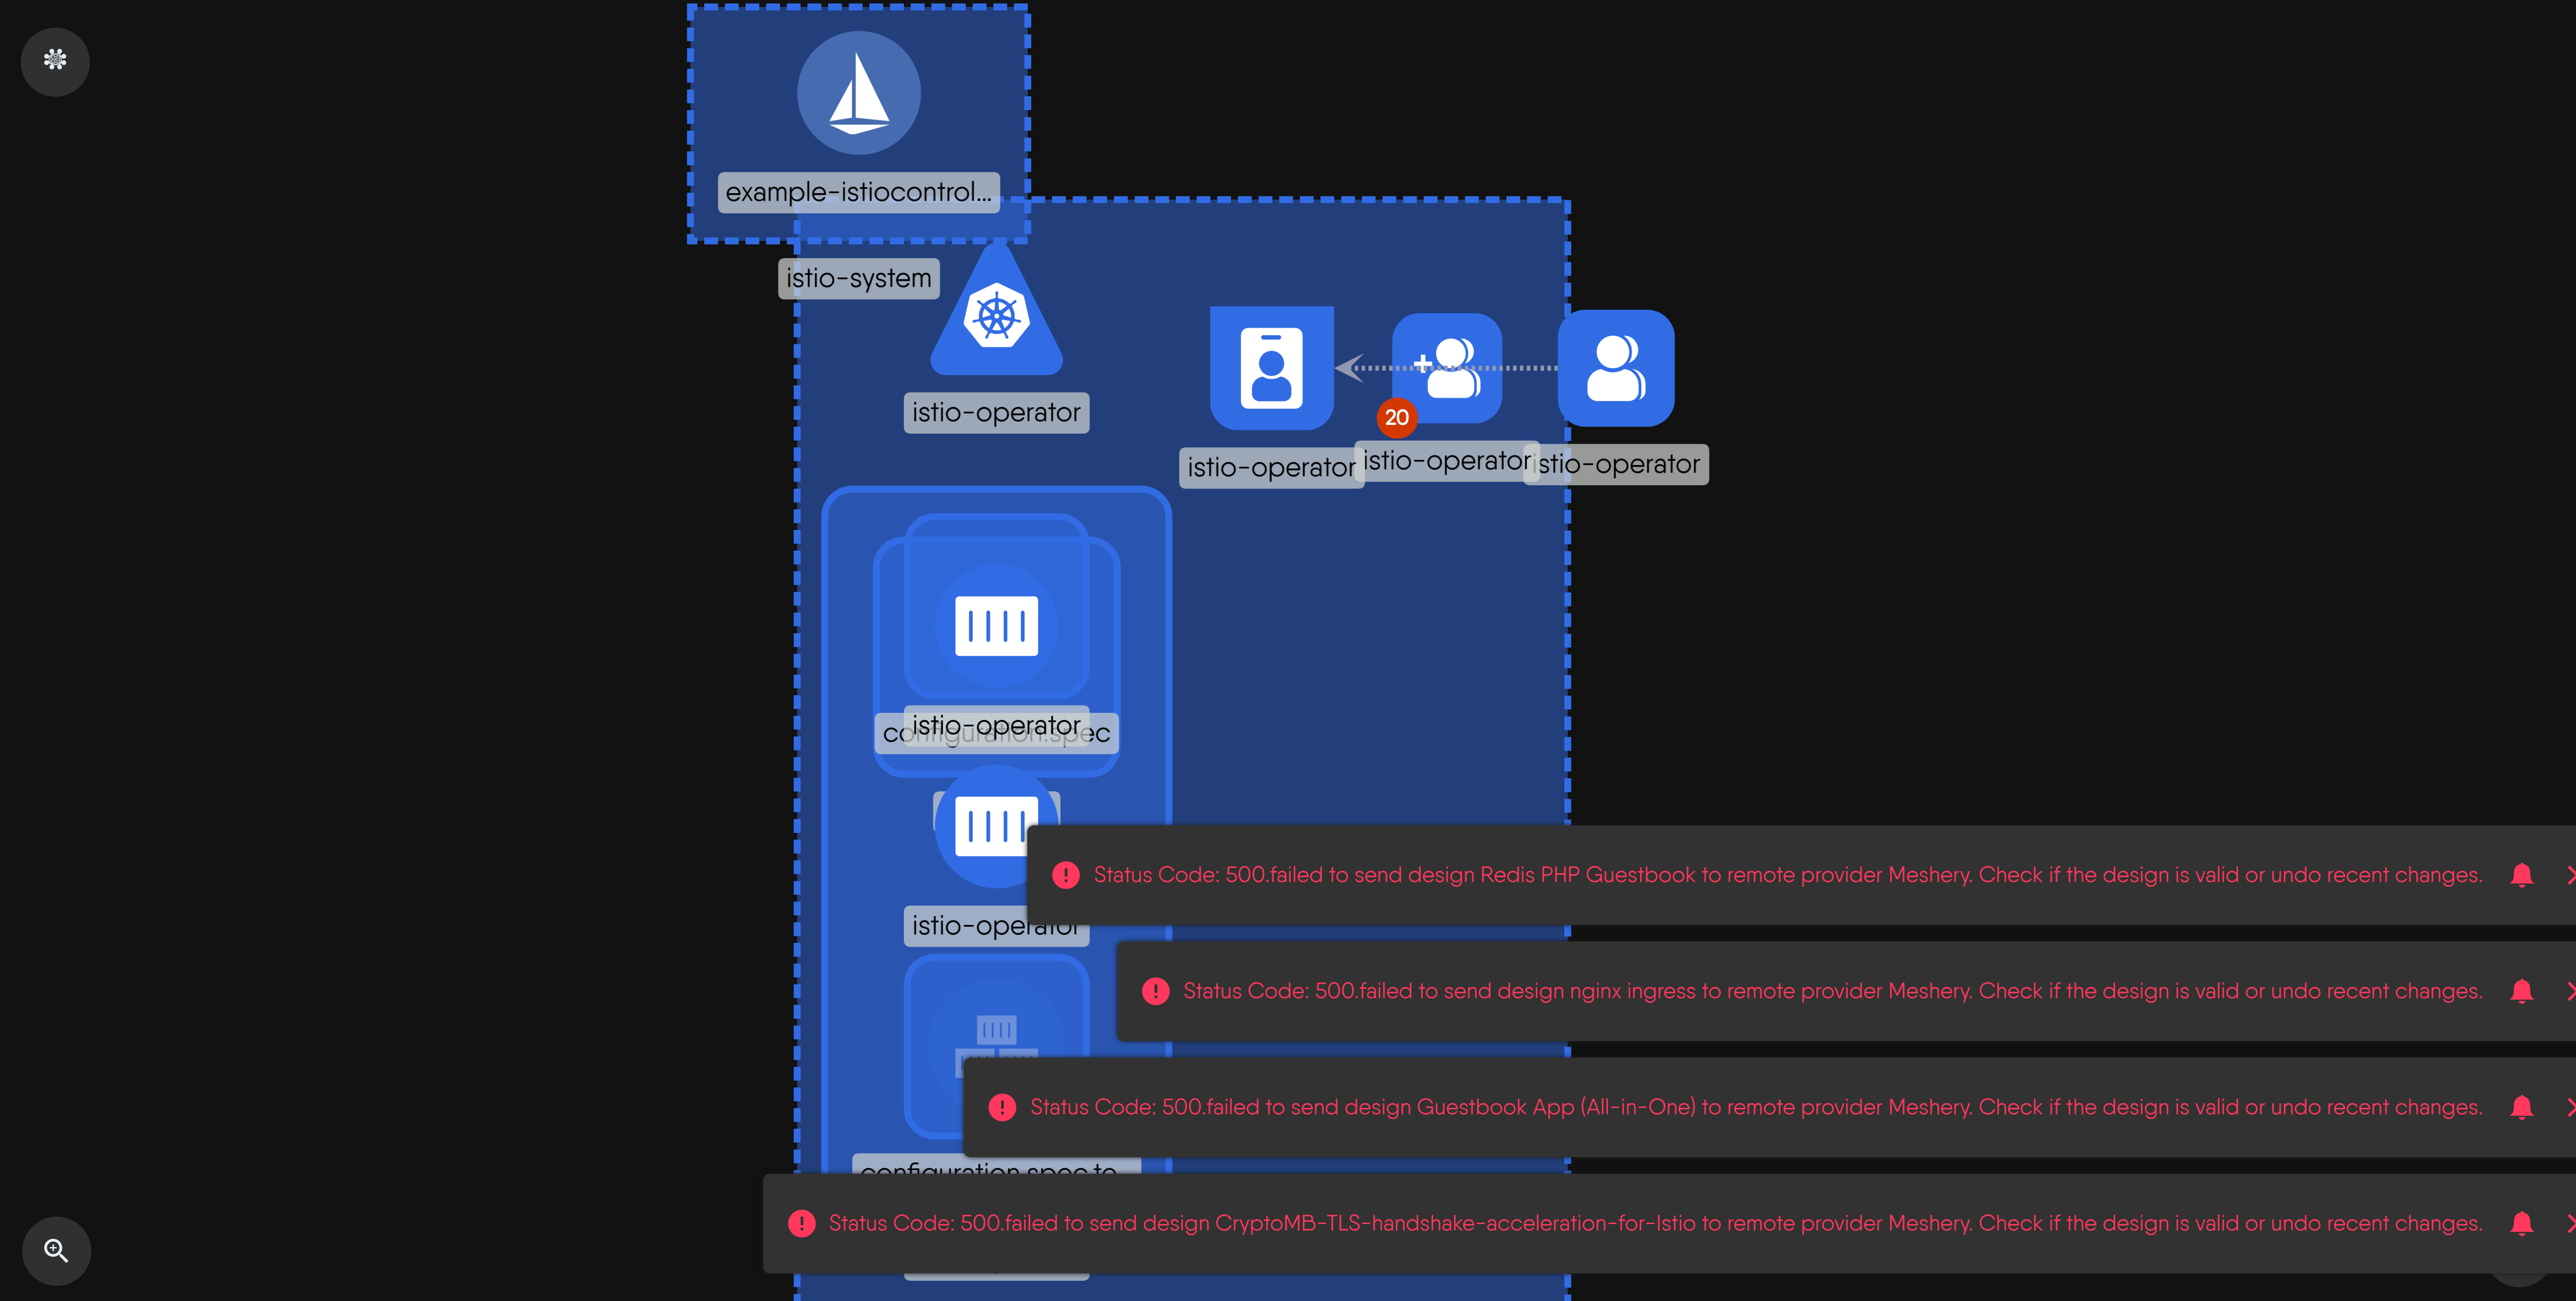 example-istiocontrol...
istio-system
istio-operator
istio-operator
istio-operator
istio-operator
20
istio-operator
configuration.spec
istio-operator
configuration.spec.te...
Status Code: 500.failed to send design Redis PHP Guestbook to remote provider Meshery. Check if the design is valid or undo recent changes.
Status Code: 500.failed to send design nginx ingress to remote provider Meshery. Check if the design is valid or undo recent changes.
Status Code: 500.failed to send design Guestbook App (All-in-One) to remote provider Meshery. Check if the design is valid or undo recent changes.
Status Code: 500.failed to send design CryptoMB-TLS-handshake-acceleration-for-Istio to remote provider Meshery. Check if the design is valid or undo recent changes.